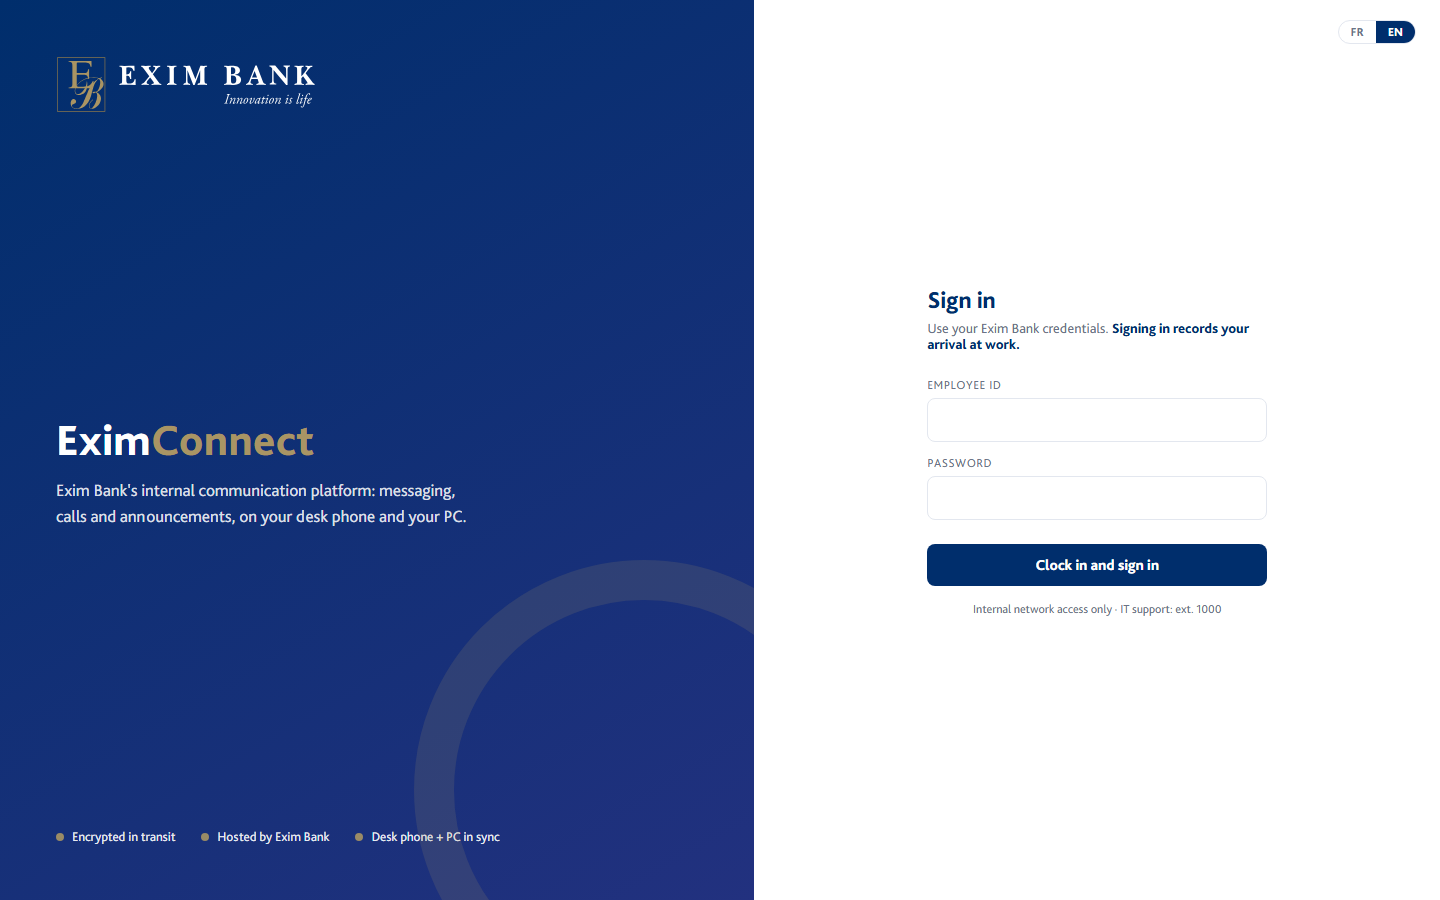 FR EN
EB EXIM BANK
Innovation is life
EximConnect
Exim Bank's internal communication platform: messaging,
calls and announcements, on your desk phone and your PC.
Encrypted in transit
Hosted by Exim Bank
Desk phone + PC in sync
Sign in
Use your Exim Bank credentials. Signing in records your
arrival at work.
EMPLOYEE ID
PASSWORD
Clock in and sign in
Internal network access only · IT support: ext. 1000